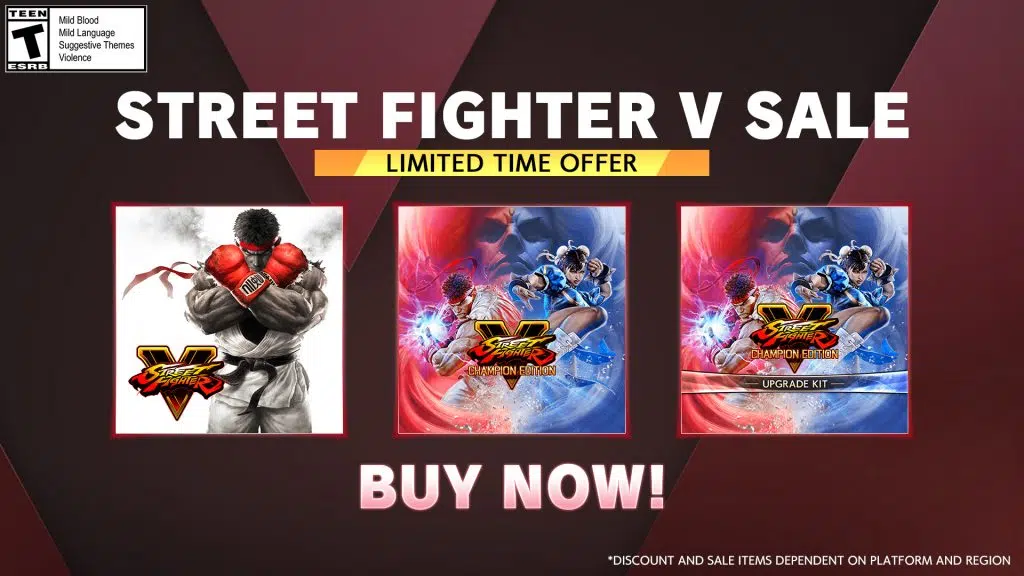 TEEN
T
ESRB
Mild Blood
Mild Language
Suggestive Themes
Violence
STREET FIGHTER V SALE
LIMITED TIME OFFER
V
STREET
FIGHTER
V
STREET
FIGHTER
CHAMPION EDITION
V
STREET
FIGHTER
CHAMPION EDITION
UPGRADE KIT
BUY NOW!
*DISCOUNT AND SALE ITEMS DEPENDENT ON PLATFORM AND REGION